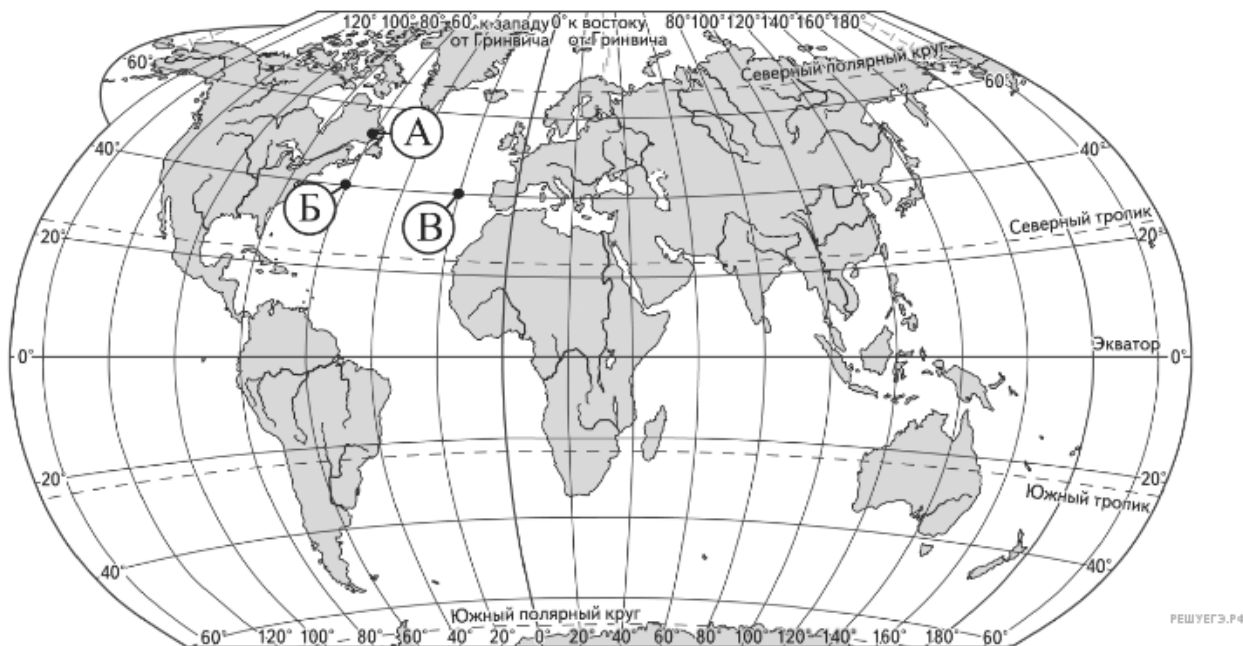 120° 100° 80° 60° к западу 0° к востоку 80° 120° 140° 160° 180°
от Гринвича от Гринвича
60° Северный полярный круг 60°
А
40° 40°
Б В
Северный тропик
20° 20°
Экватор
0° 0°
20° 20°
Южный тропик
40° 40°
Южный полярный круг
60° 120° 100° 80° 60° 40° 20° 0° 20° 40° 60° 80° 100° 120° 140° 160° 180° 60°
РЕШУЕГЭ.РФ